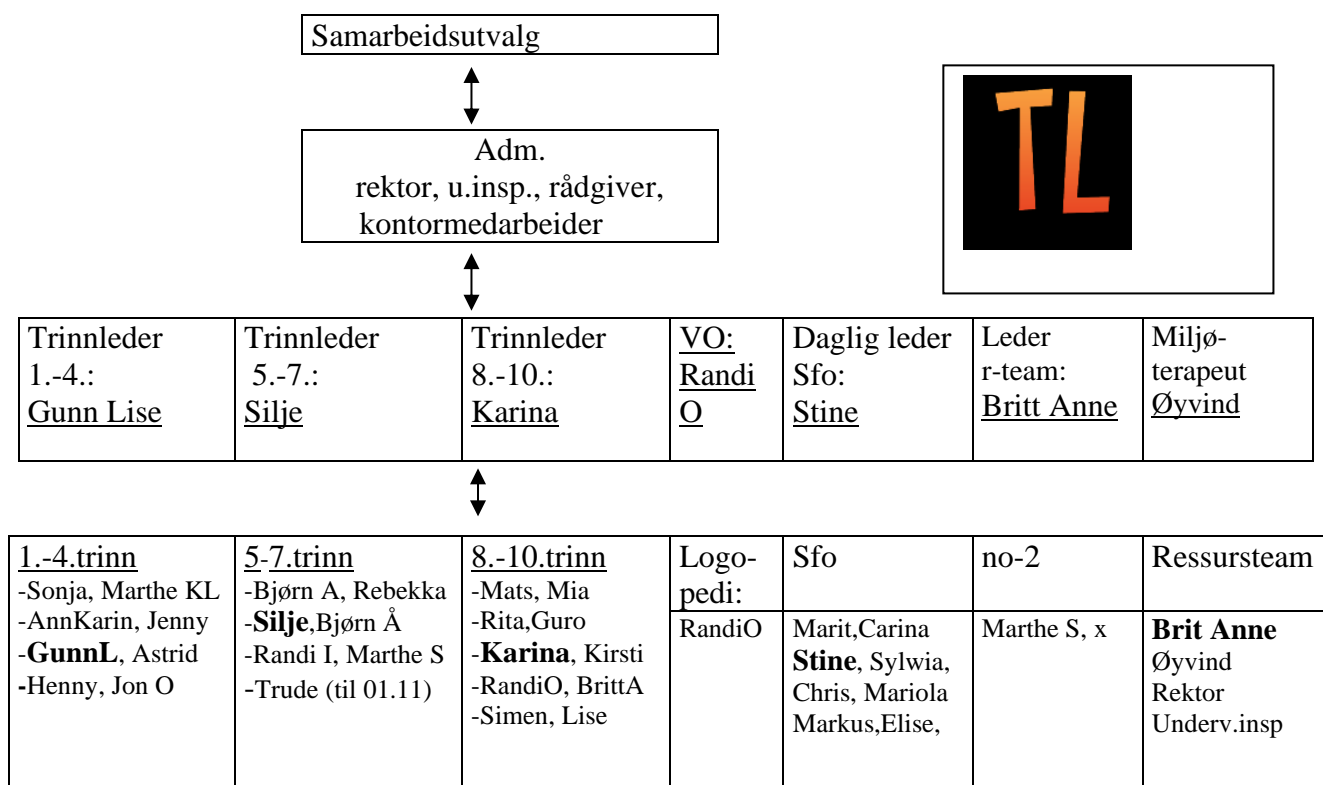 Samarbeidsutvalg
Adm.
rektor, u.insp., rådgiver,
kontormedarbeider
TL
Trinnleder
1.-4.:
Gunn Lise
Trinnleder
5.-7.:
Silje
Trinnleder
8.-10.:
Karina
VO:
Randi
O
Daglig leder
Sfo:
Stine
Leder
r-team:
Britt Anne
Miljø-
terapeut
Øyvind
1.-4.trinn
-Sonja, Marthe KL
-AnnKarin, Jenny
-GunnL, Astrid
-Henny, Jon O
5-7.trinn
-Bjørn A, Rebekka
-Silje,Bjørn Å
-Randi I, Marthe S
-Trude (til 01.11)
8.-10.trinn
-Mats, Mia
-Rita,Guro
-Karina, Kirsti
-RandiO, BrittA
-Simen, Lise
Logo-
pedi:
RandiO
Sfo
Marit,Carina
Stine, Sylwia,
Chris, Mariola
Markus,Elise,
no-2
Marthe S, x
Ressursteam
Brit Anne
Øyvind
Rektor
Underv.insp